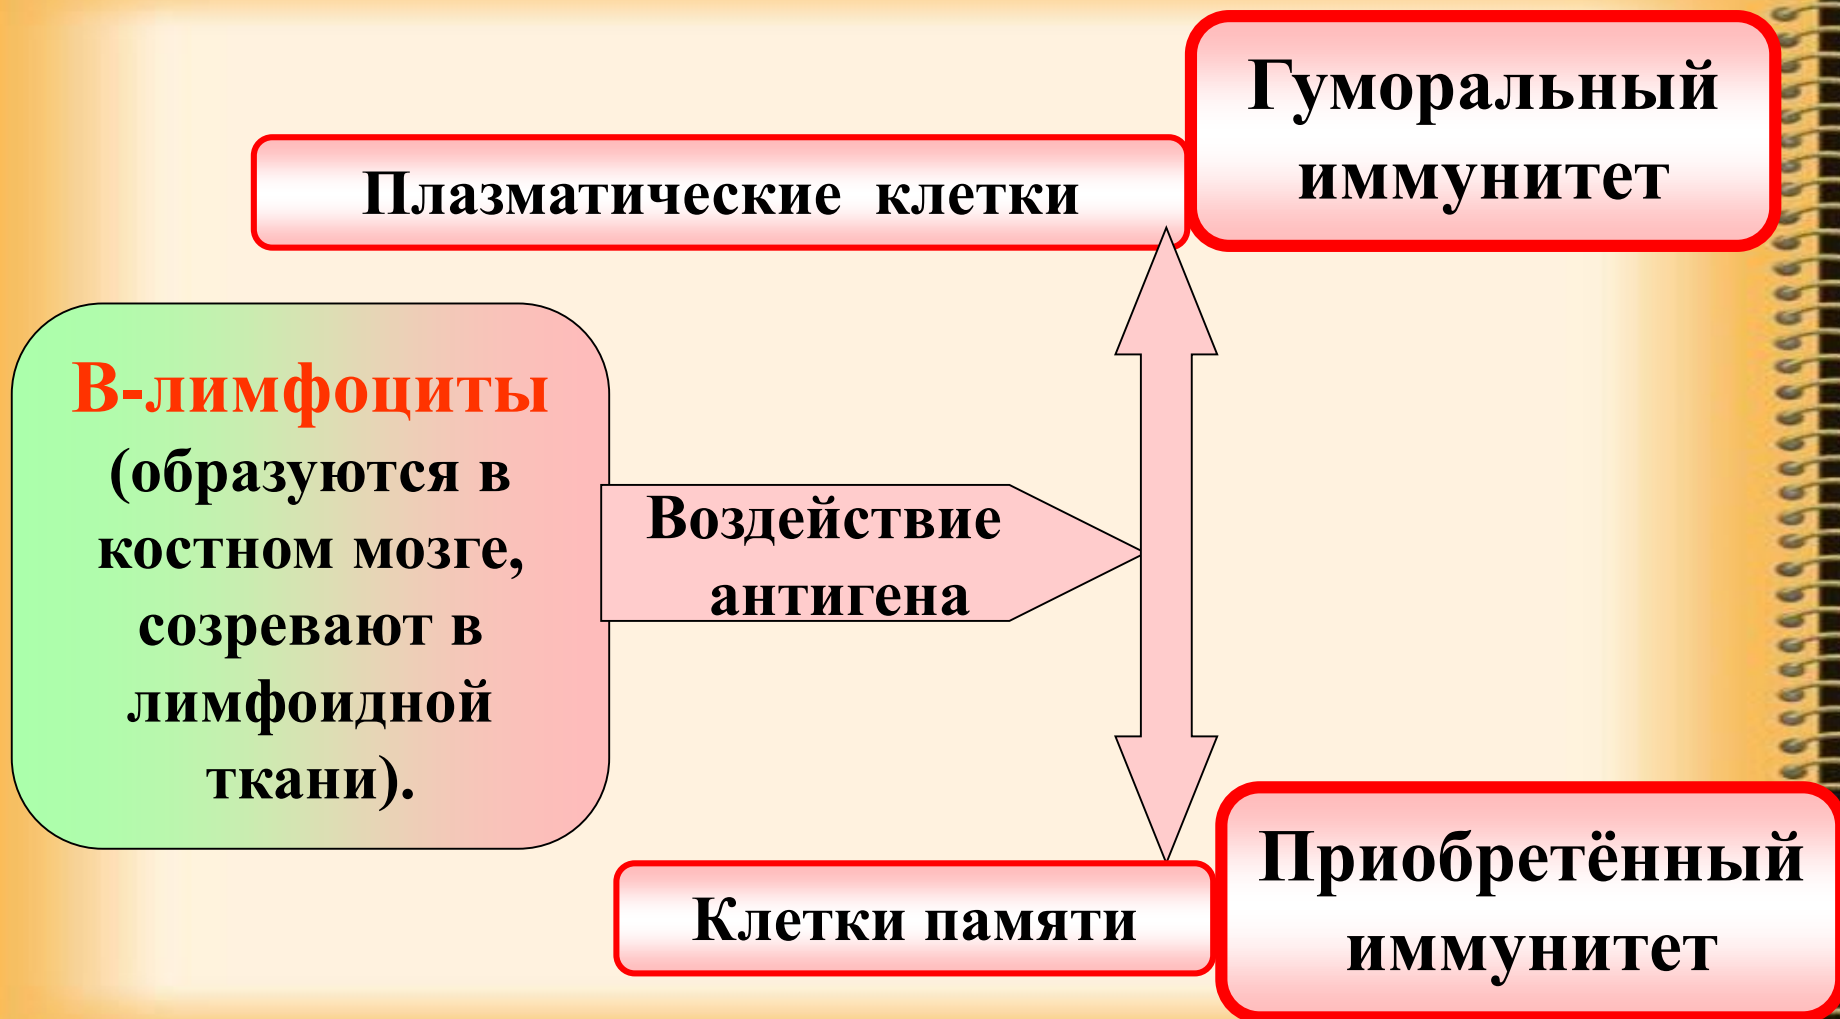 Гуморальный
иммунитет
Плазматические клетки
В-лимфоциты
(образуются в
костном мозге,
созревают в
лимфоидной
ткани).
Воздействие
антигена
Клетки памяти
Приобретённый
иммунитет